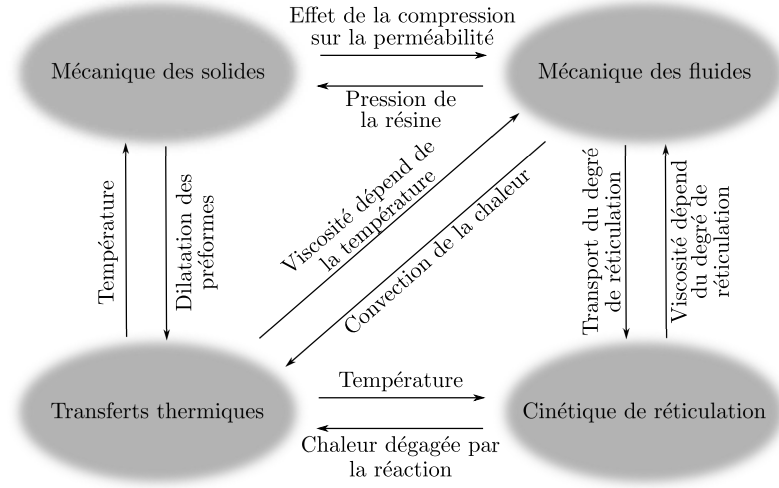 Effet de la compression
sur la perméabilité
Mécanique des solides
Mécanique des fluides
Pression de
la résine
Température
Dilatation des
préformes
Viscosité dépend de
la température
Convection de la chaleur
Transport du degré
de réticulation
Viscosité dépend
du degré de
réticulation
Température
Transferts thermiques
Cinétique de réticulation
Chaleur dégagée par
la réaction